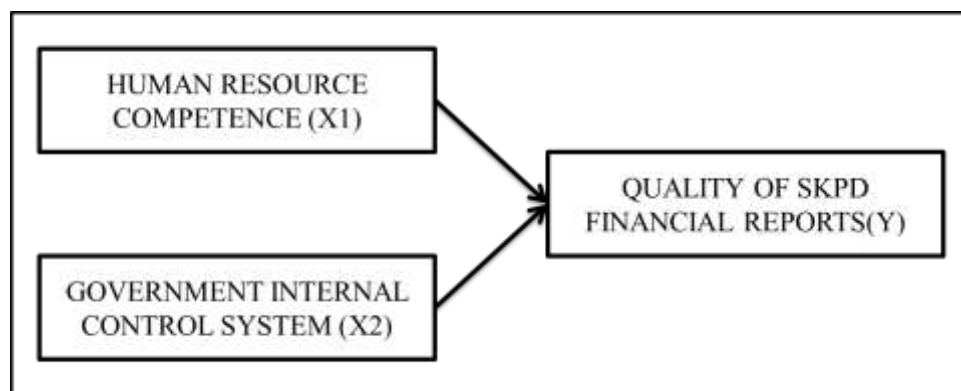 HUMAN RESOURCE
COMPETENCE (X1)
QUALITY OF SKPD
FINANCIAL REPORTS(Y)
GOVERNMENT INTERNAL
CONTROL SYSTEM (X2)